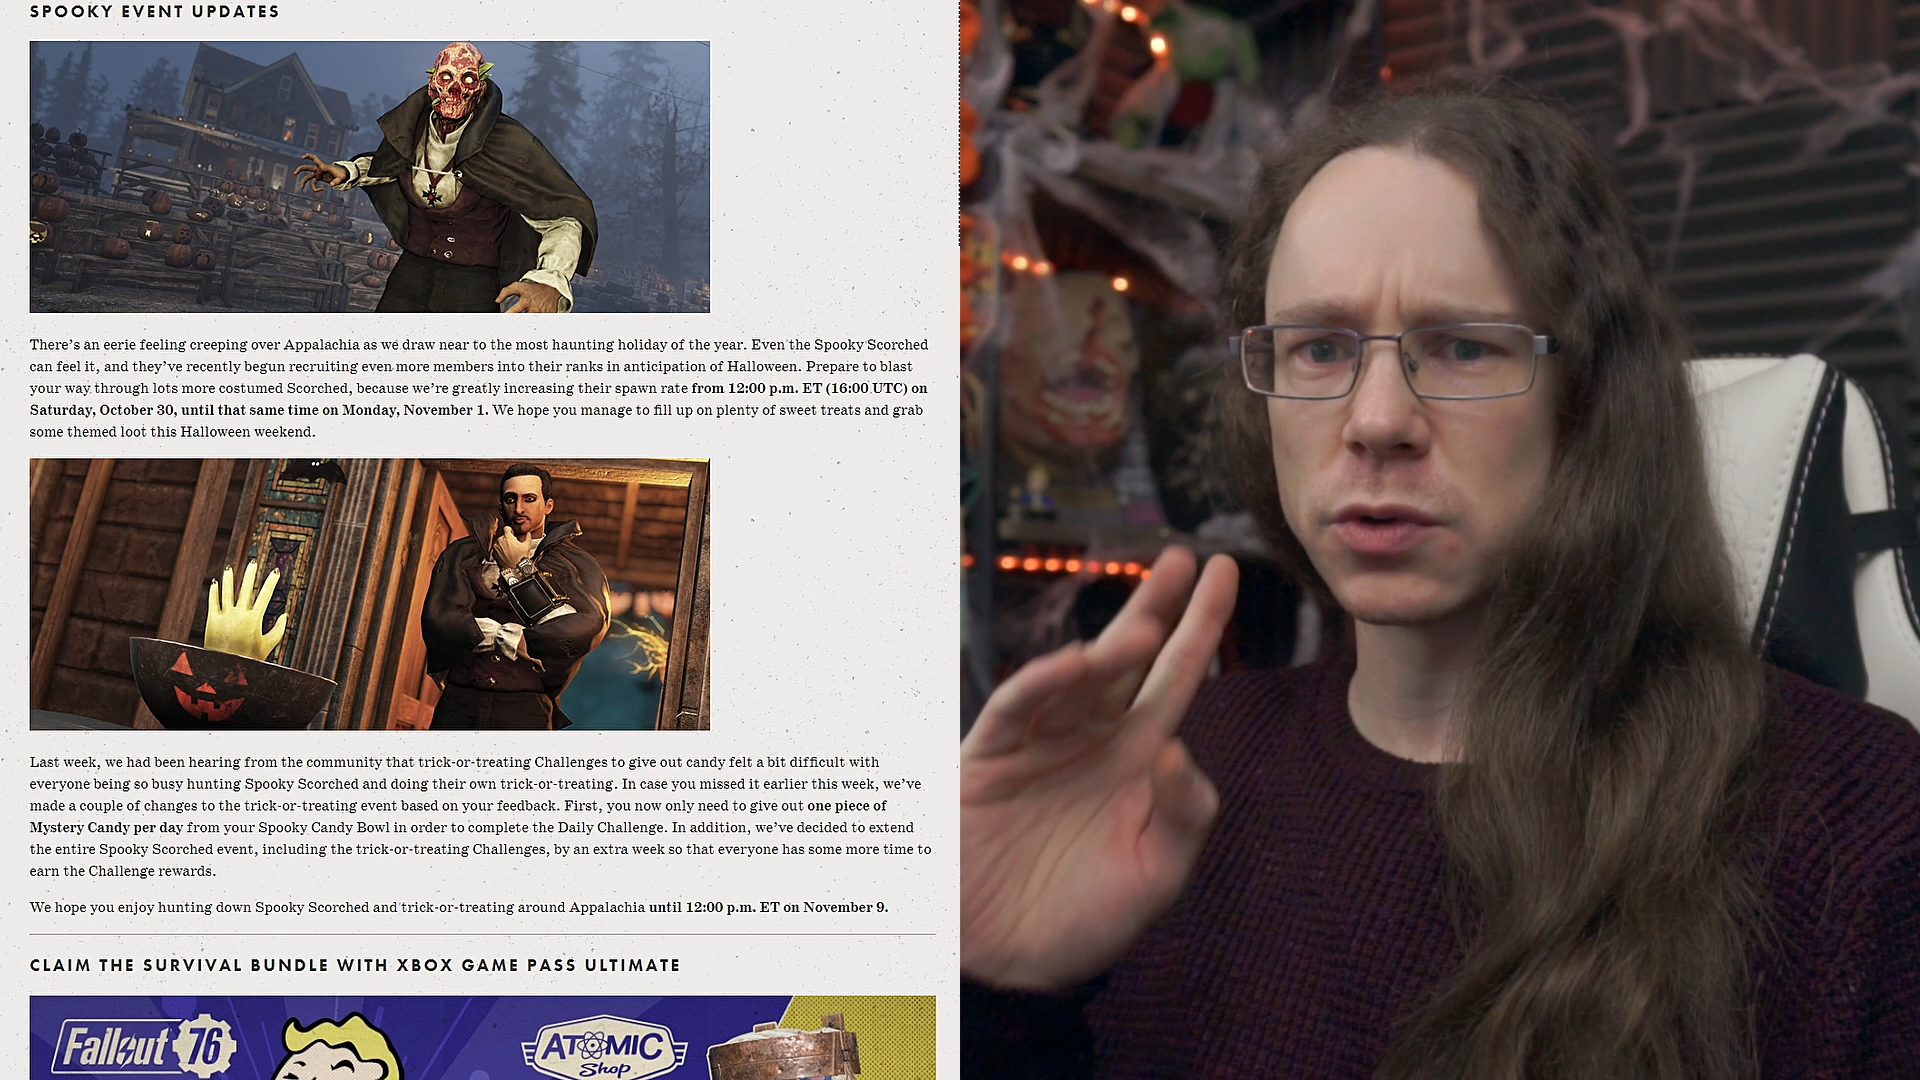 SPOOKY EVENT UPDATES
There's an eerie feeling creeping over Appalachia as we draw near to the most haunting holiday of the year. Even the Spooky Scorched
can feel it, and they've recently begun recruiting even more members into their ranks in anticipation of Halloween. Prepare to blast
your way through lots more costumed Scorched, because we're greatly increasing their spawn rate from 12:00 p.m. ET (16:00 UTC) on
Saturday, October 30, until that same time on Monday, November 1. We hope you manage to fill up on plenty of sweet treats and grab
some themed loot this Halloween weekend.
Last week, we had been hearing from the community that trick-or-treating Challenges to give out candy felt a bit difficult with
everyone being so busy hunting Spooky Scorched and doing their own trick-or-treating. In case you missed it earlier this week, we've
made a couple of changes to the trick-or-treating event based on your feedback. First, you now only need to give out one piece of
Mystery Candy per day from your Spooky Candy Bowl in order to complete the Daily Challenge. In addition, we've decided to extend
the entire Spooky Scorched event, including the trick-or-treating Challenges, by an extra week so that everyone has some more time to
earn the Challenge rewards.
We hope you enjoy hunting down Spooky Scorched and trick-or-treating around Appalachia until 12:00 p.m. ET on November 9.
CLAIM THE SURVIVAL BUNDLE WITH XBOX GAME PASS ULTIMATE
Fallout 76
ATOMIC
Shop